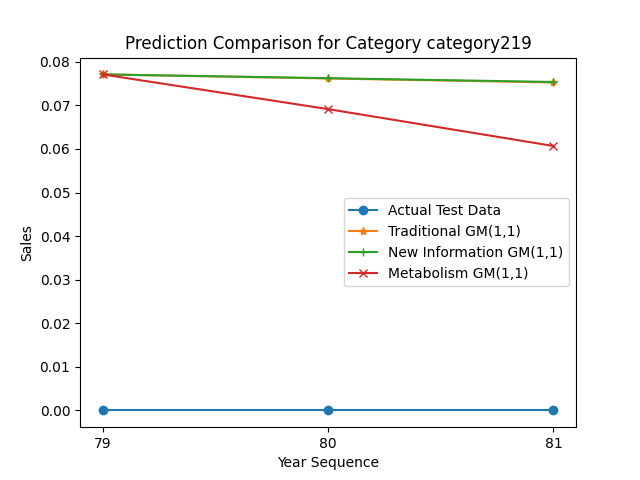 Prediction Comparison for Category category219
0.08
0.07
0.06
0.05
0.04
0.03
0.02
0.01
0.00
Sales
Actual Test Data
Traditional GM(1,1)
New Information GM(1,1)
Metabolism GM(1,1)
79
80
81
Year Sequence